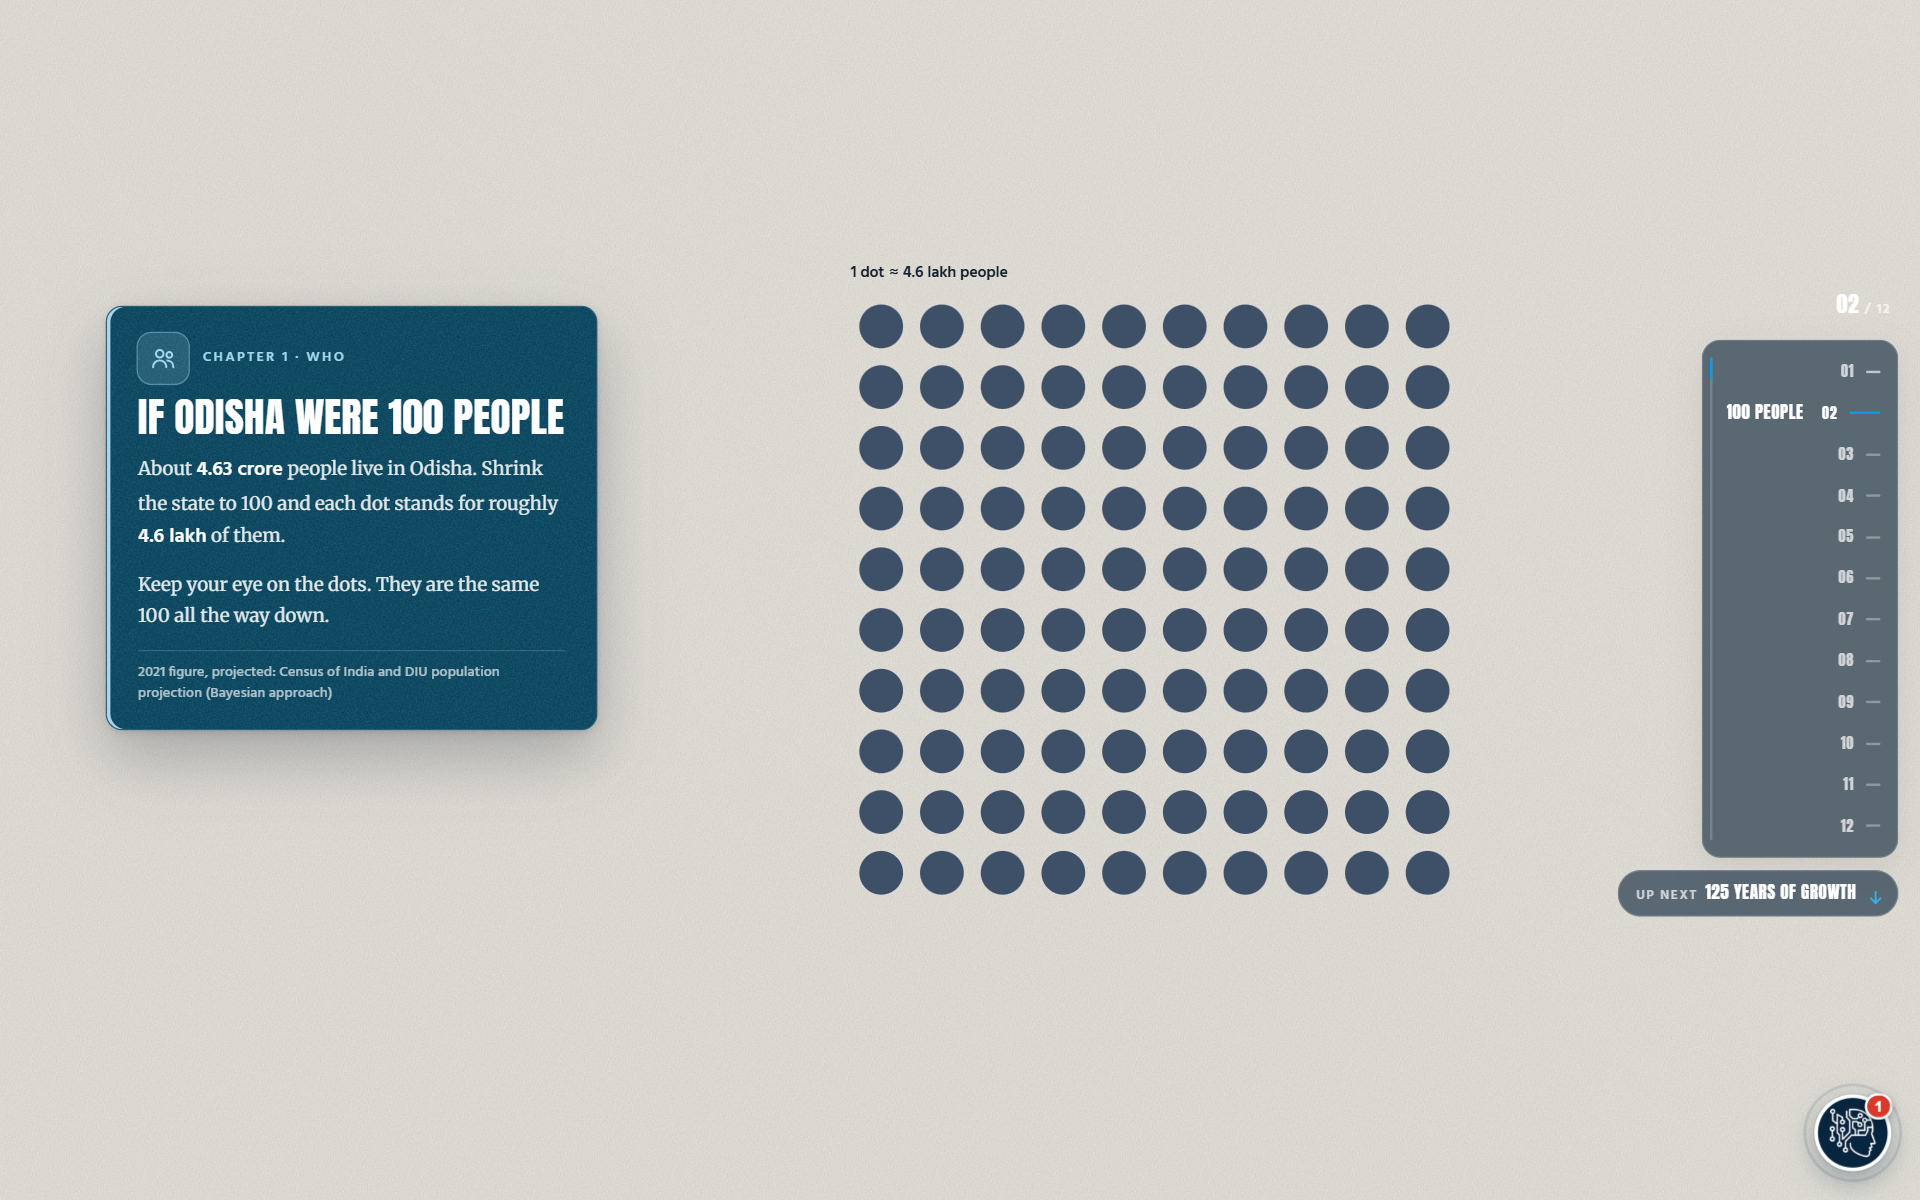 1 dot ≈ 4.6 lakh people
CHAPTER 1 · WHO
IF ODISHA WERE 100 PEOPLE
About 4.63 crore people live in Odisha. Shrink
the state to 100 and each dot stands for roughly
4.6 lakh of them.
Keep your eye on the dots. They are the same
100 all the way down.
2021 figure, projected: Census of India and DIU population
projection (Bayesian approach)
02 / 12
01
100 PEOPLE 02
03
04
05
06
07
08
09
10
11
12
UP NEXT 125 YEARS OF GROWTH
1